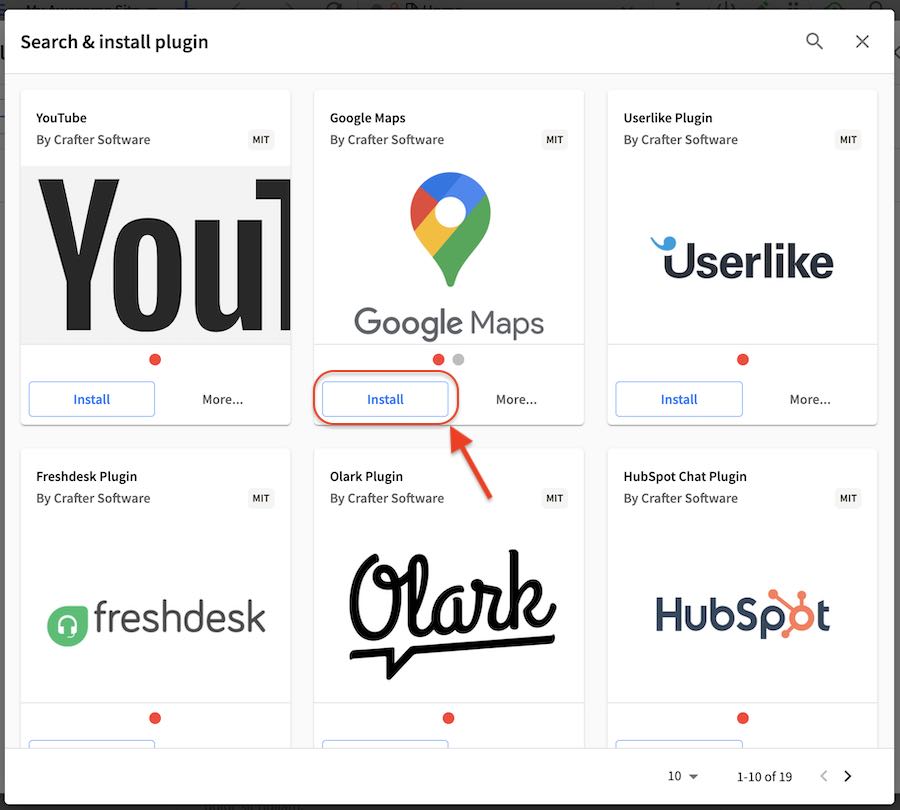 Search & install plugin
YouTube
By Crafter Software
MIT
YouT
Install
More...
Google Maps
By Crafter Software
MIT
Google Maps
Install
More...
Userlike Plugin
By Crafter Software
MIT
Userlike
Install
More...
Freshdesk Plugin
By Crafter Software
MIT
freshdesk
Olark Plugin
By Crafter Software
MIT
Olark
HubSpot Chat Plugin
By Crafter Software
MIT
HubSpot
10
1-10 of 19